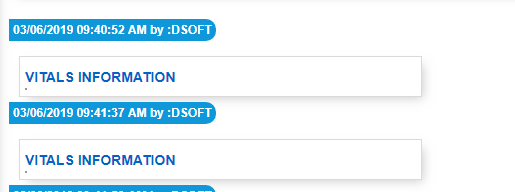 03/06/2019 09:40:52 AM by :DSOFT
VITALS INFORMATION
03/06/2019 09:41:37 AM by :DSOFT
VITALS INFORMATION